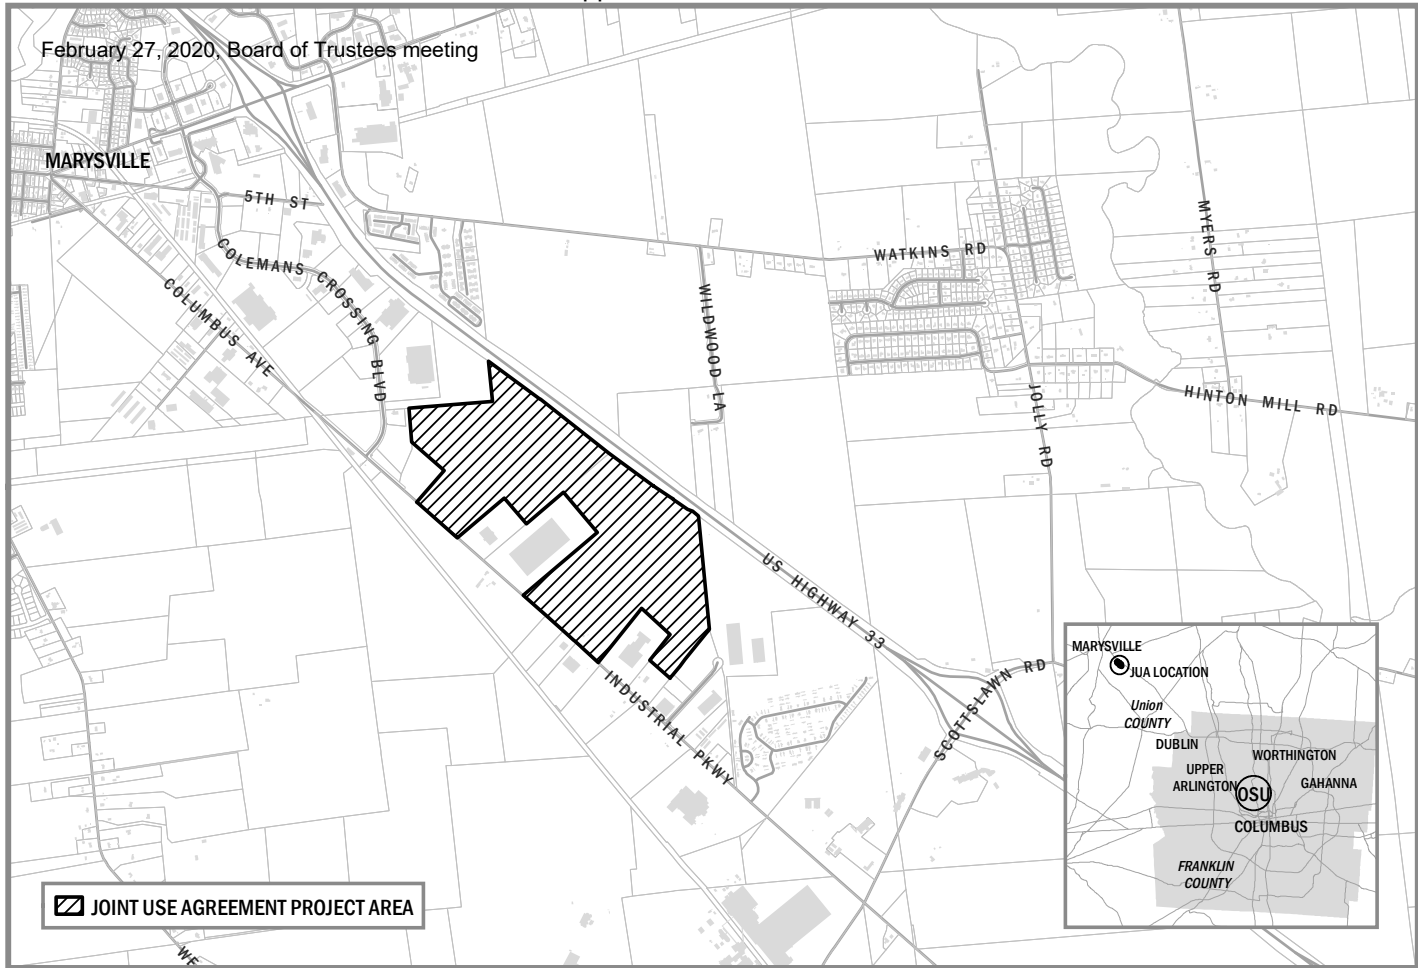 February 27, 2020, Board of Trustees meeting
MARYSVILLE
5TH ST
COLEMANS CROSSING BLVD
COLUMBUS AVE
WATKINS RD
MYERS RD
WILDWOOD LA
JOLLY RD
HINTON MILL RD
US HIGHWAY 33
SCOTTSLAWN RD
INDUSTRIAL PKWY
WE
JOINT USE AGREEMENT PROJECT AREA
MARYSVILLE
JUA LOCATION
Union
COUNTY
DUBLIN
WORTHINGTON
UPPER
ARLINGTON
OSU
GAHANNA
COLUMBUS
FRANKLIN
COUNTY